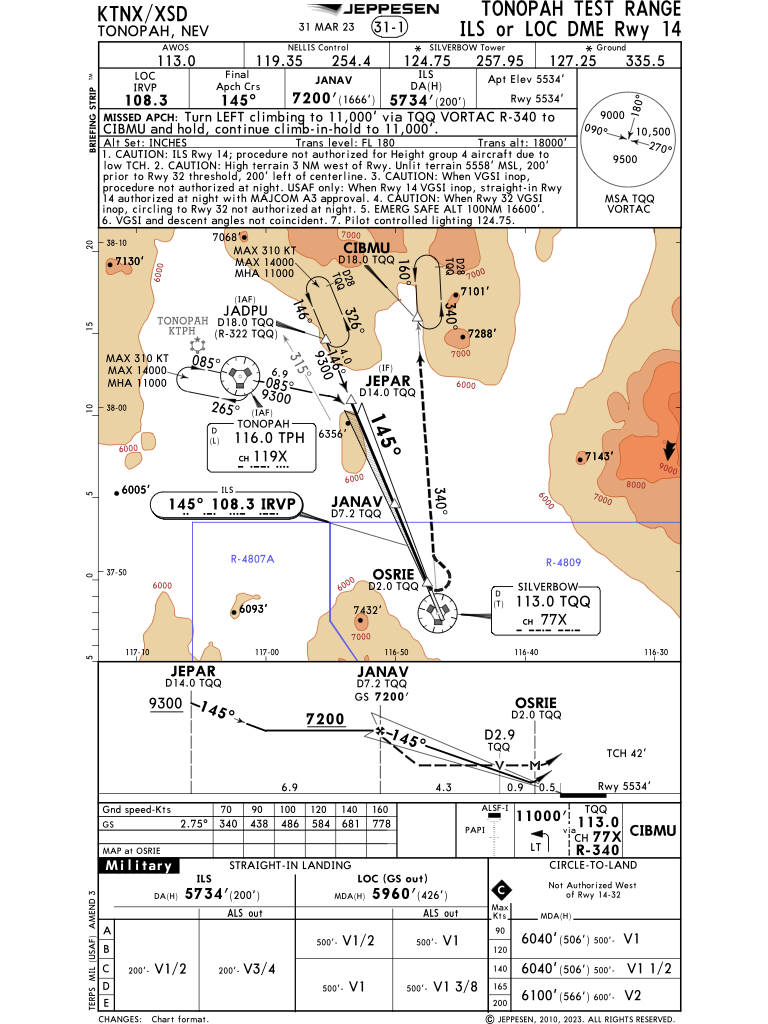 KTNX/XSD
TONOPAH, NEV
JEPPESEN
31 MAR 23
31-1
TONOPAH TEST RANGE
ILS or LOC DME Rwy 14
BRIEFING STRIP ™
AWOS
113.0
NELLIS Control
119.35 254.4
* SILVERBOW Tower
124.75 257.95
* Ground
127.25 335.5
LOC
IRVP
108.3
Final
Apch Crs
145°
JANAV
7200' (1666')
ILS
DA(H)
5734' (200')
Apt Elev 5534'
Rwy 5534'
MISSED APCH: Turn LEFT climbing to 11,000' via TQQ VORTAC R-340 to
CIBMU and hold, continue climb-in-hold to 11,000'.
Alt Set: INCHES Trans level: FL 180 Trans alt: 18000'
1. CAUTION: ILS Rwy 14; procedure not authorized for Height group 4 aircraft due to
low TCH. 2. CAUTION: High terrain 3 NM west of Rwy. Unlit terrain 5558' MSL, 200'
prior to Rwy 32 threshold, 200' left of centerline. 3. CAUTION: When VGSI inop,
procedure not authorized at night. USAF only: When Rwy 14 VGSI inop, straight-in Rwy
14 authorized at night with MAJCOM A3 approval. 4. CAUTION: When Rwy 32 VGSI
inop, circling to Rwy 32 not authorized at night. 5. EMERG SAFE ALT 100NM 16600'.
6. VGSI and descent angles not coincident. 7. Pilot controlled lighting 124.75.
9000
180°
090°
10,500
270°
9500
MSA TQQ
VORTAC
20
38-10
7130'
6000
7068'
7000
MAX 310 KT
MAX 14000
MHA 11000
CIBMU
D18.0 TQQ
D28
TQQ
160°
D28
TQQ
7000
7101'
340°
7288'
7000
6000
(IAF)
JADPU
D18.0 TQQ
(R-322 TQQ)
146°
326°
15
TONOPAH
KTPH
315°
4.0
146°
9300
MAX 310 KT
MAX 14000
MHA 11000
085°
265°
6.9
085°
9300
(IF)
JEPAR
D14.0 TQQ
(IAF)
TONOPAH
D
(L)
116.0 TPH
CH 119X
10
38-00
6356'
6000
145°
6000
6005'
5
7143'
9000
8000
7000
6000
ILS
145° 108.3 IRVP
JANAV
D7.2 TQQ
340°
R-4807A
R-4809
0
37-50
OSRIE
D2.0 TQQ
6000
6093'
6000
7432'
7000
SILVERBOW
D
(T)
113.0 TQQ
CH 77X
5
117-10
117-00
116-50
116-40
116-30
JEPAR
D14.0 TQQ
9300
145°
7200
JANAV
D7.2 TQQ
GS 7200'
145°
D2.9
TQQ
V
OSRIE
D2.0 TQQ
M
TCH 42'
6.9
4.3
0.9
0.5
Rwy 5534'
Gnd speed-Kts 70 90 100 120 140 160
GS 2.75° 340 438 486 584 681 778
MAP at OSRIE
ALSF-I
PAPI
11000'
LT
via
TQQ
113.0
CH 77X
R-340
CIBMU
Military
STRAIGHT-IN LANDING
CIRCLE-TO-LAND
ILS
DA(H) 5734' (200')
ALS out
LOC (GS out)
MDA(H) 5960' (426')
ALS out
C
Not Authorized West
of Rwy 14-32
Max
Kts
MDA(H)
A
B
C
D
E
200'- V1/2
200'- V3/4
500'- V1/2
500'- V1
500'- V1
500'- V1 3/8
90
120
6040' (506') 500'- V1
140
6040' (506') 500'- V1 1/2
165
200
6100' (566') 600'- V2
TERPS MIL (USAF) AMEND 3
CHANGES: Chart format.
© JEPPESEN, 2010, 2023. ALL RIGHTS RESERVED.